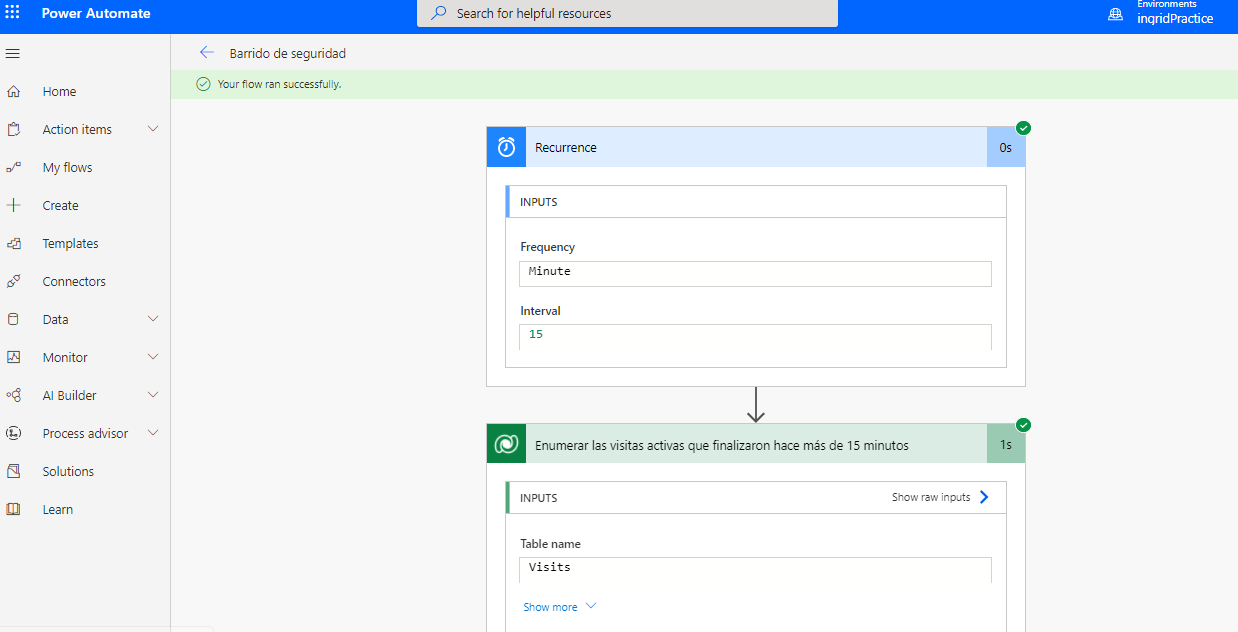 Power Automate
Search for helpful resources
Environments
ingridPractice
Barrido de seguridad
Your flow ran successfully.
Home
Action items
My flows
Create
Templates
Connectors
Data
Monitor
AI Builder
Process advisor
Solutions
Learn
Recurrence
0s
INPUTS
Frequency
Minute
Interval
15
Enumerar las visitas activas que finalizaron hace más de 15 minutos
1s
INPUTS
Show raw inputs
Table name
Visits
Show more